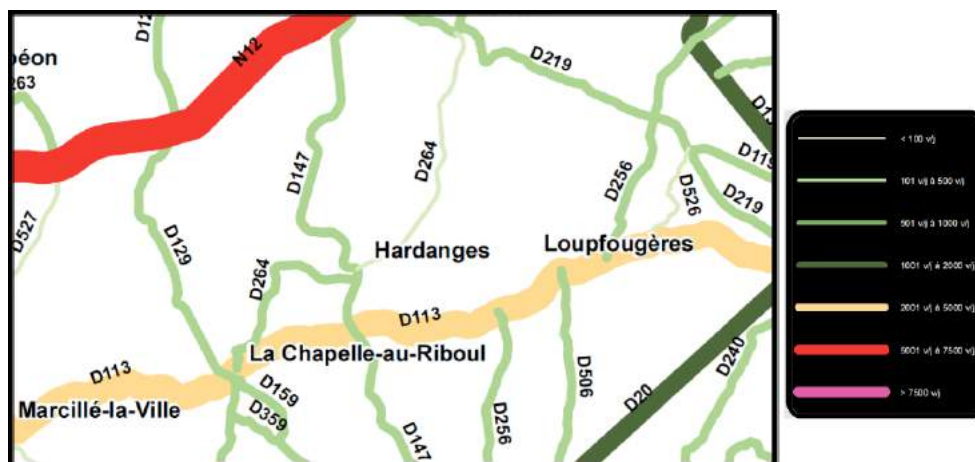 D12
N12
D219
péon
263
D147
D264
D256
D119
D526
D219
D527
D129
Hardanges
Loupfougères
D264
D113
La Chapelle-au-Riboul
D113
D159
Marcillé-la-Ville
D359
D147
D256
D506
D20
D240
< 100 v/j
101 v/j à 500 v/j
501 v/j à 1000 v/j
1001 v/j à 2000 v/j
2001 v/j à 5000 v/j
5001 v/j à 7500 v/j
> 7500 v/j